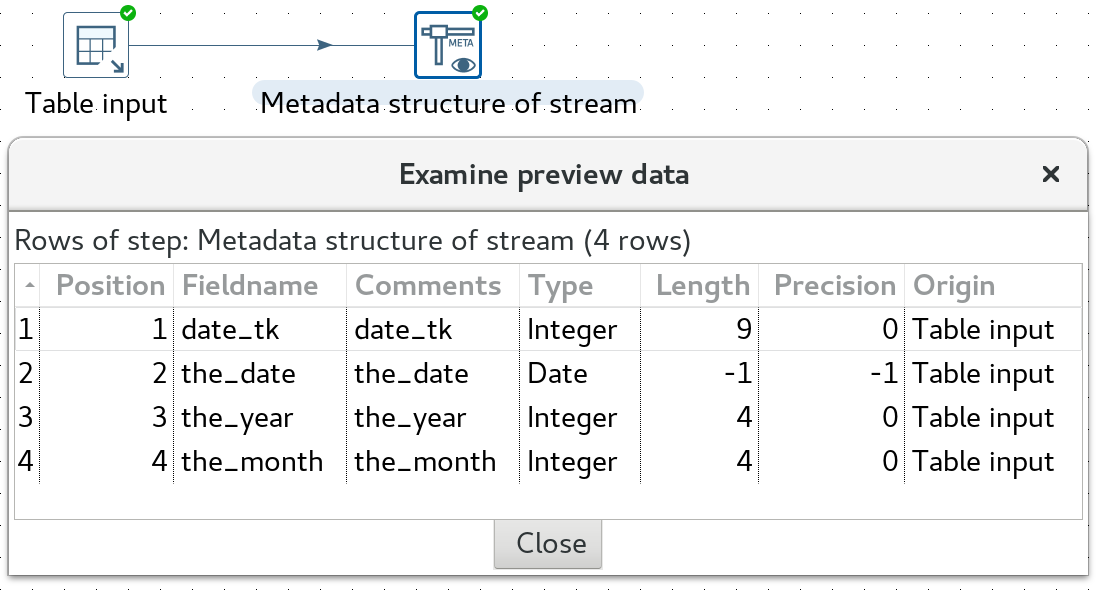 META
Table input
Metadata structure of stream
Examine preview data
Rows of step: Metadata structure of stream (4 rows)
Position Fieldname Comments Type Length Precision Origin
1 1 date_tk date_tk Integer 9 0 Table input
2 2 the_date the_date Date -1 -1 Table input
3 3 the_year the_year Integer 4 0 Table input
4 4 the_month the_month Integer 4 0 Table input
Close